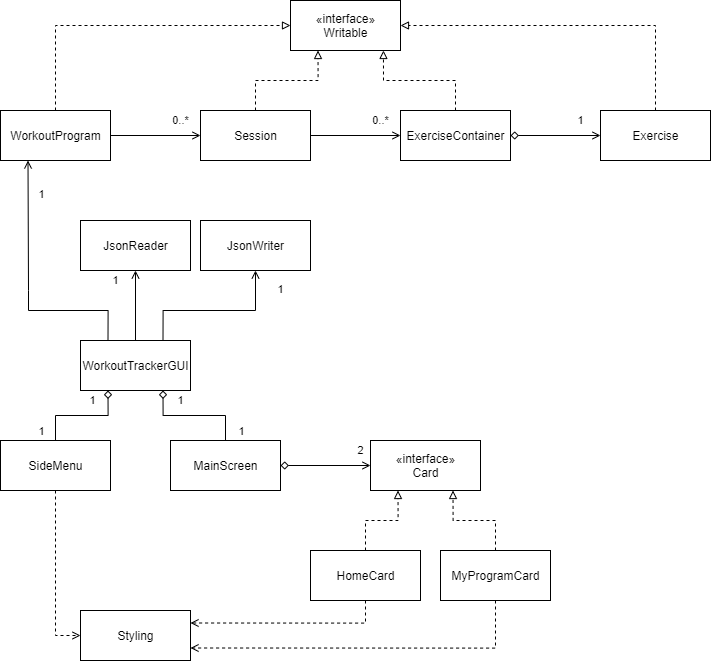 «interface»
Writable
0..*
0..*
1
WorkoutProgram
Session
ExerciseContainer
Exercise
1
JsonReader
JsonWriter
1
1
WorkoutTrackerGUI
1
1
1
1
2
SideMenu
MainScreen
«interface»
Card
HomeCard
MyProgramCard
Styling